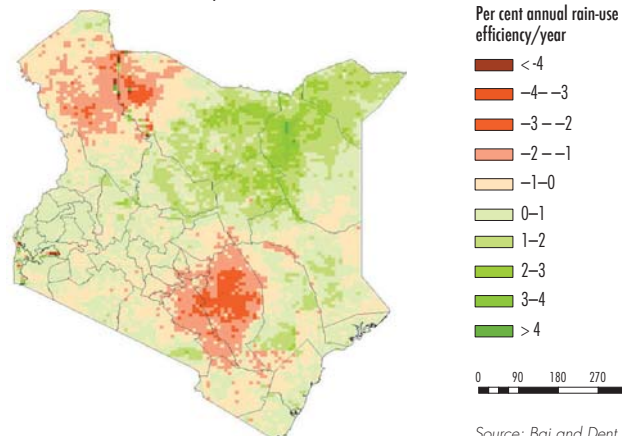 Per cent annual rain-use
efficiency/year
< -4
–4– –3
–3 – –2
–2 – –1
–1–0
0–1
1–2
2–3
3–4
> 4
0 90 180 270
Source: Bai and Dent